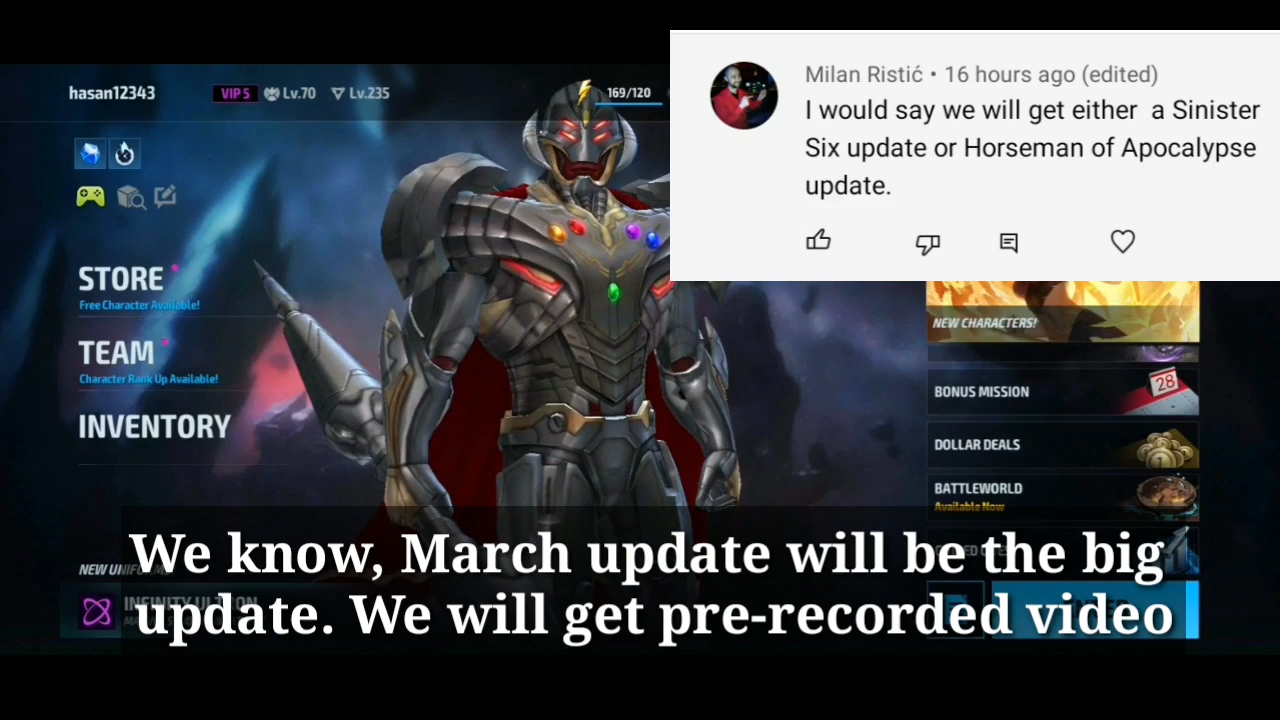 hasan12343
VIP 5
Lv.70
Lv.235
169/120
Milan Ristić • 16 hours ago (edited)
I would say we will get either a Sinister
Six update or Horseman of Apocalypse
update.
STORE
Free Character Available!
TEAM
Character Rank Up Available!
INVENTORY
NEW CHARACTERS!
BONUS MISSION
28
DOLLAR DEALS
BATTLEWORLD
Available Now
NEW UNIFORMS!
INFINITY ULTRON
We know, March update will be the big
update. We will get pre-recorded video